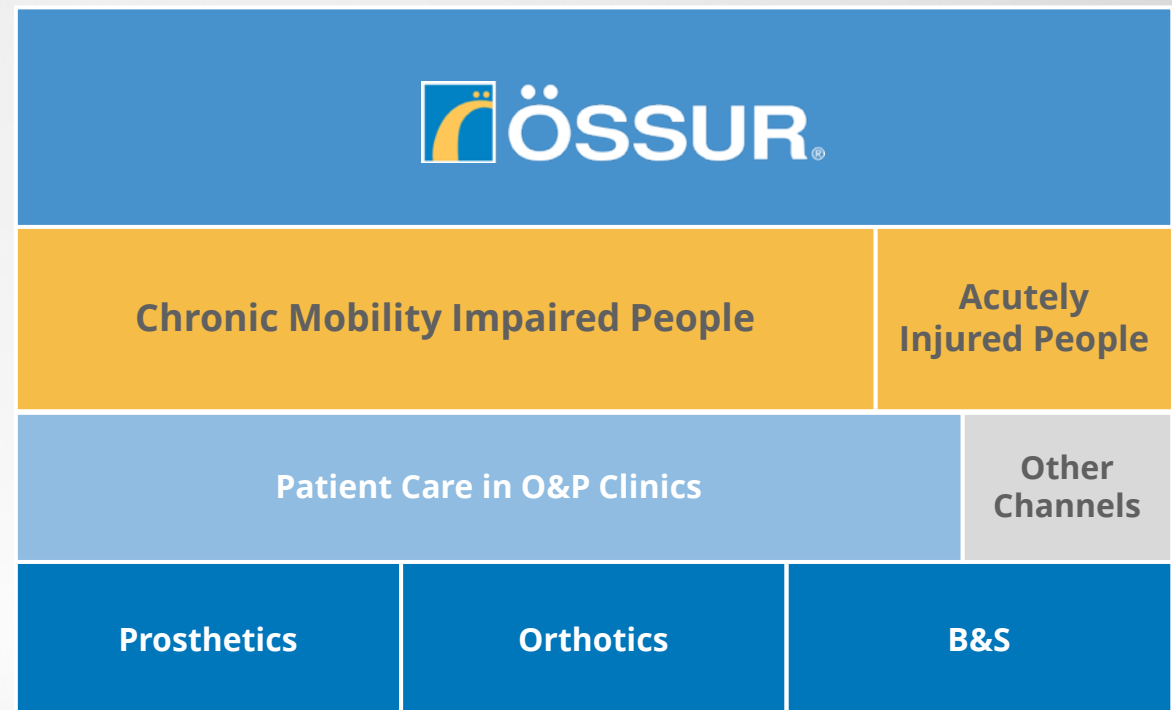 ÖSSUR®
Chronic Mobility Impaired People
Acutely
Injured People
Patient Care in O&P Clinics
Other
Channels
Prosthetics
Orthotics
B&S